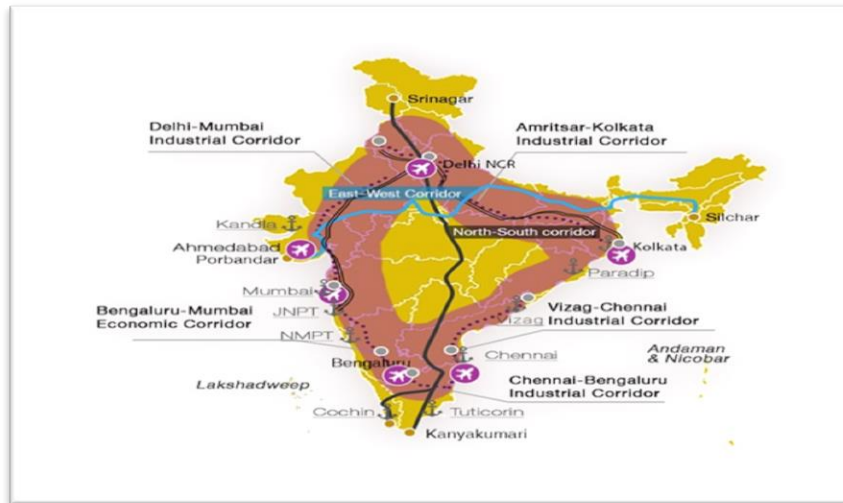 Srinagar
Delhi-Mumbai
Industrial Corridor
Amritsar-Kolkata
Industrial Corridor
Delhi NCR
East-West Corridor
Kandla
Silchar
North-South corridor
Kolkata
Ahmedabad
Porbandar
Paradip
Mumbai
JNPT
Bengaluru-Mumbai
Economic Corridor
Vizag-Chennai
Vizag
Industrial Corridor
NMPT
Chennai
Andaman
& Nicobar
Bengaluru
Lakshadweep
Chennai-Bengaluru
Industrial Corridor
Cochin
Tuticorin
Kanyakumari